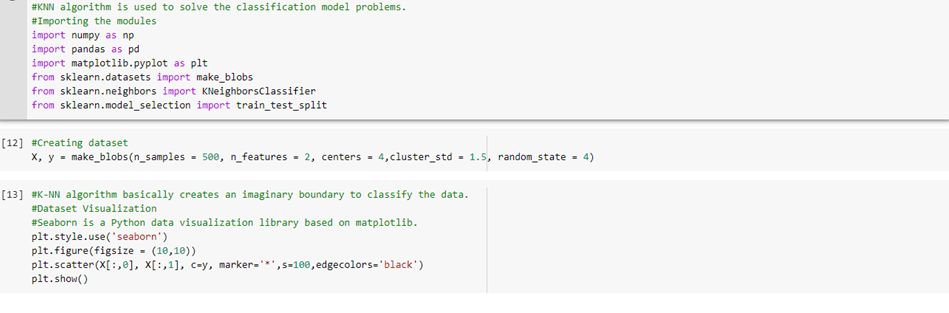 #KNN algorithm is used to solve the classification model problems.
#Importing the modules
import numpy as np
import pandas as pd
import matplotlib.pyplot as plt
from sklearn.datasets import make_blobs
from sklearn.neighbors import KNeighborsClassifier
from sklearn.model_selection import train_test_split
[12] #Creating dataset
X, y = make_blobs(n_samples = 500, n_features = 2, centers = 4,cluster_std = 1.5, random_state = 4)
[13] #K-NN algorithm basically creates an imaginary boundary to classify the data.
#Dataset Visualization
#Seaborn is a Python data visualization library based on matplotlib.
plt.style.use('seaborn')
plt.figure(figsize = (10,10))
plt.scatter(X[:,0], X[:,1], c=y, marker='*',s=100,edgecolors='black')
plt.show()